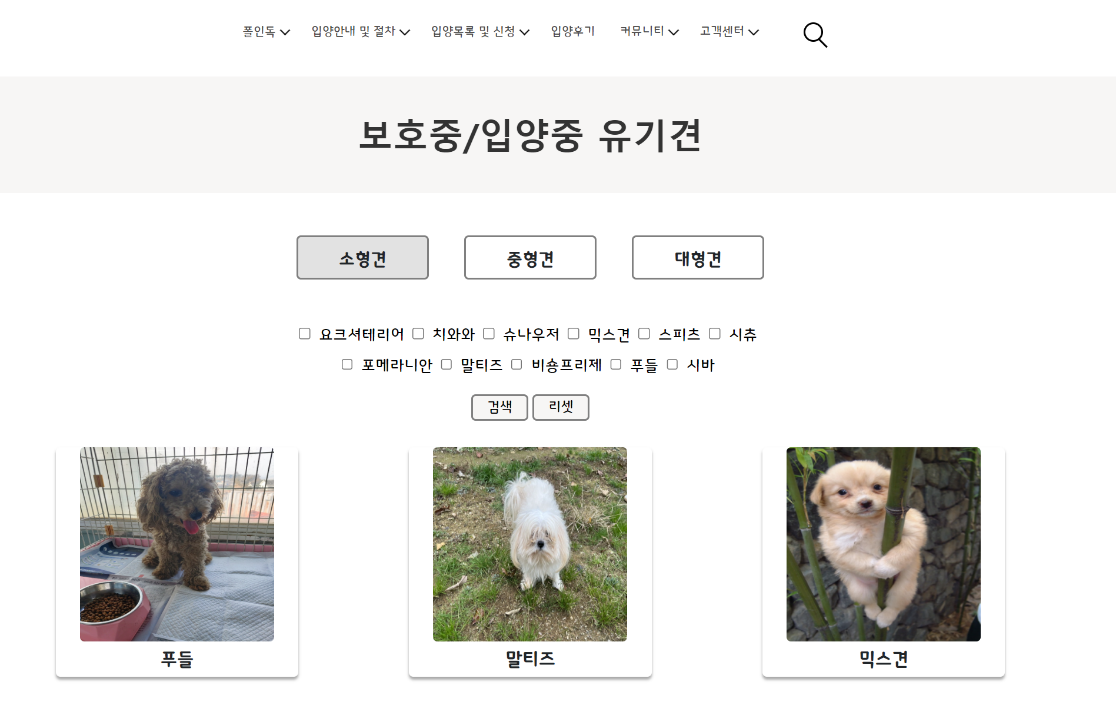 폴인독 입양안내 및 절차 입양목록 및 신청 입양후기 커뮤니티 고객센터
보호중/입양중 유기견
소형견 중형견 대형견
요크셔테리어 치와와 슈나우저 믹스견 스피츠 시츄
포메라니안 말티즈 비숑프리제 푸들 시바
검색 리셋
푸들 말티즈 믹스견